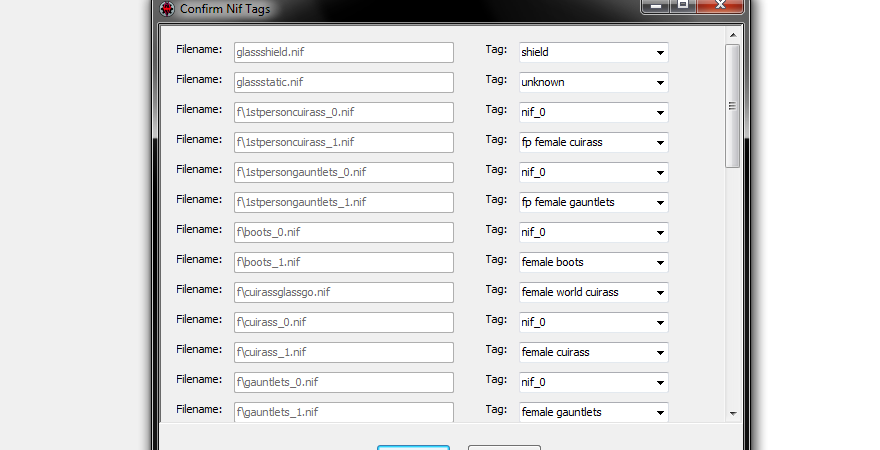 Confirm Nif Tags
Filename: glassshield.nif Tag: shield
Filename: glassstatic.nif Tag: unknown
Filename: f\1stpersoncuirass_0.nif Tag: nif_0
Filename: f\1stpersoncuirass_1.nif Tag: fp female cuirass
Filename: f\1stpersongauntlets_0.nif Tag: nif_0
Filename: f\1stpersongauntlets_1.nif Tag: fp female gauntlets
Filename: f\boots_0.nif Tag: nif_0
Filename: f\boots_1.nif Tag: female boots
Filename: f\cuirassglassgo.nif Tag: female world cuirass
Filename: f\cuirass_0.nif Tag: nif_0
Filename: f\cuirass_1.nif Tag: female cuirass
Filename: f\gauntlets_0.nif Tag: nif_0
Filename: f\gauntlets_1.nif Tag: female gauntlets